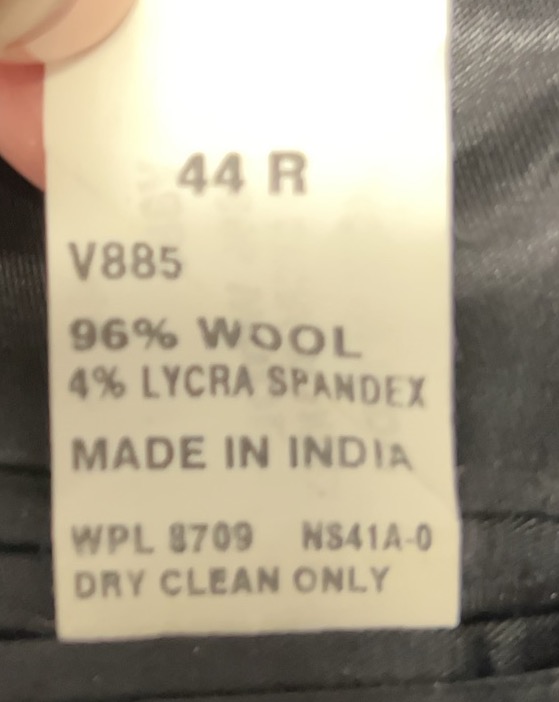 44 R
V885
96% WOOL
4% LYCRA SPANDEX
MADE IN INDIA
WPL 8709 NS41A-0
DRY CLEAN ONLY